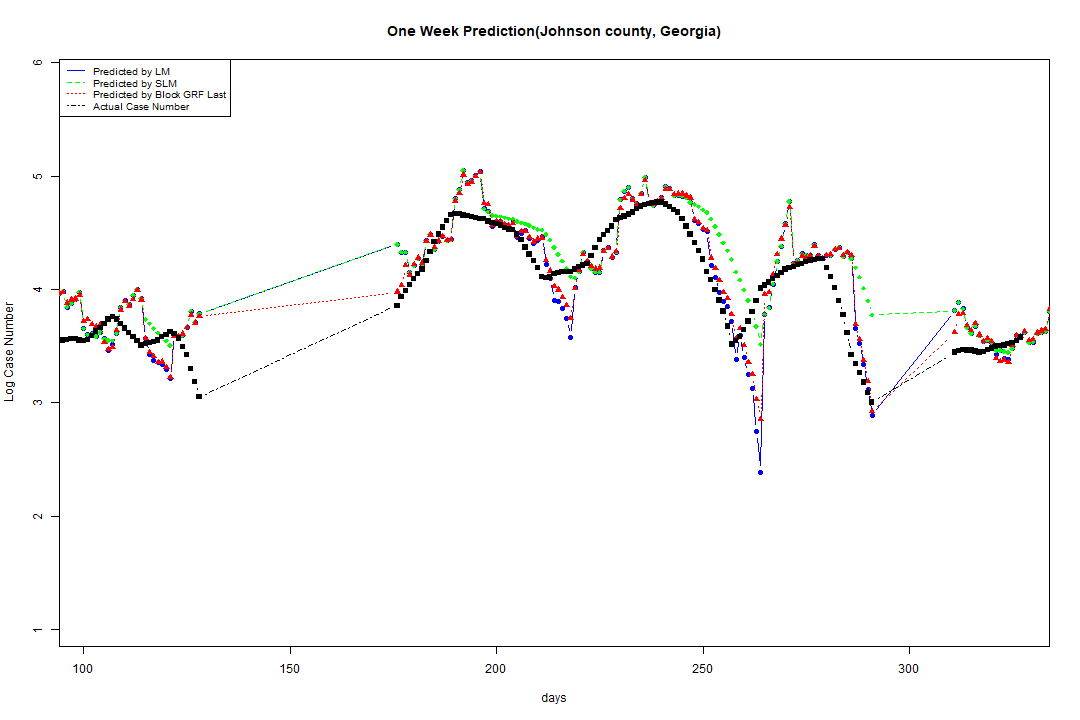 One Week Prediction(Johnson county, Georgia)
Predicted by LM
Predicted by SLM
Predicted by Block GRF Last
Actual Case Number
6
5
4
3
2
1
Log Case Number
100 150 200 250 300
days